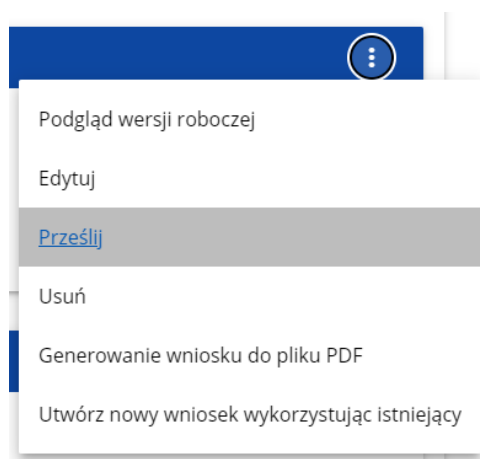 Podgląd wersji roboczej
Edytuj
Prześlij
Usuń
Generowanie wniosku do pliku PDF
Utwórz nowy wniosek wykorzystując istniejący